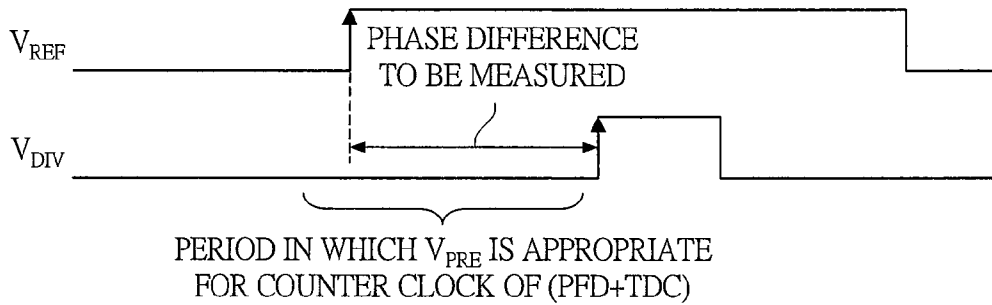 V_REF
PHASE DIFFERENCE
TO BE MEASURED
V_DIV
PERIOD IN WHICH V_PRE IS APPROPRIATE
FOR COUNTER CLOCK OF (PFD+TDC)